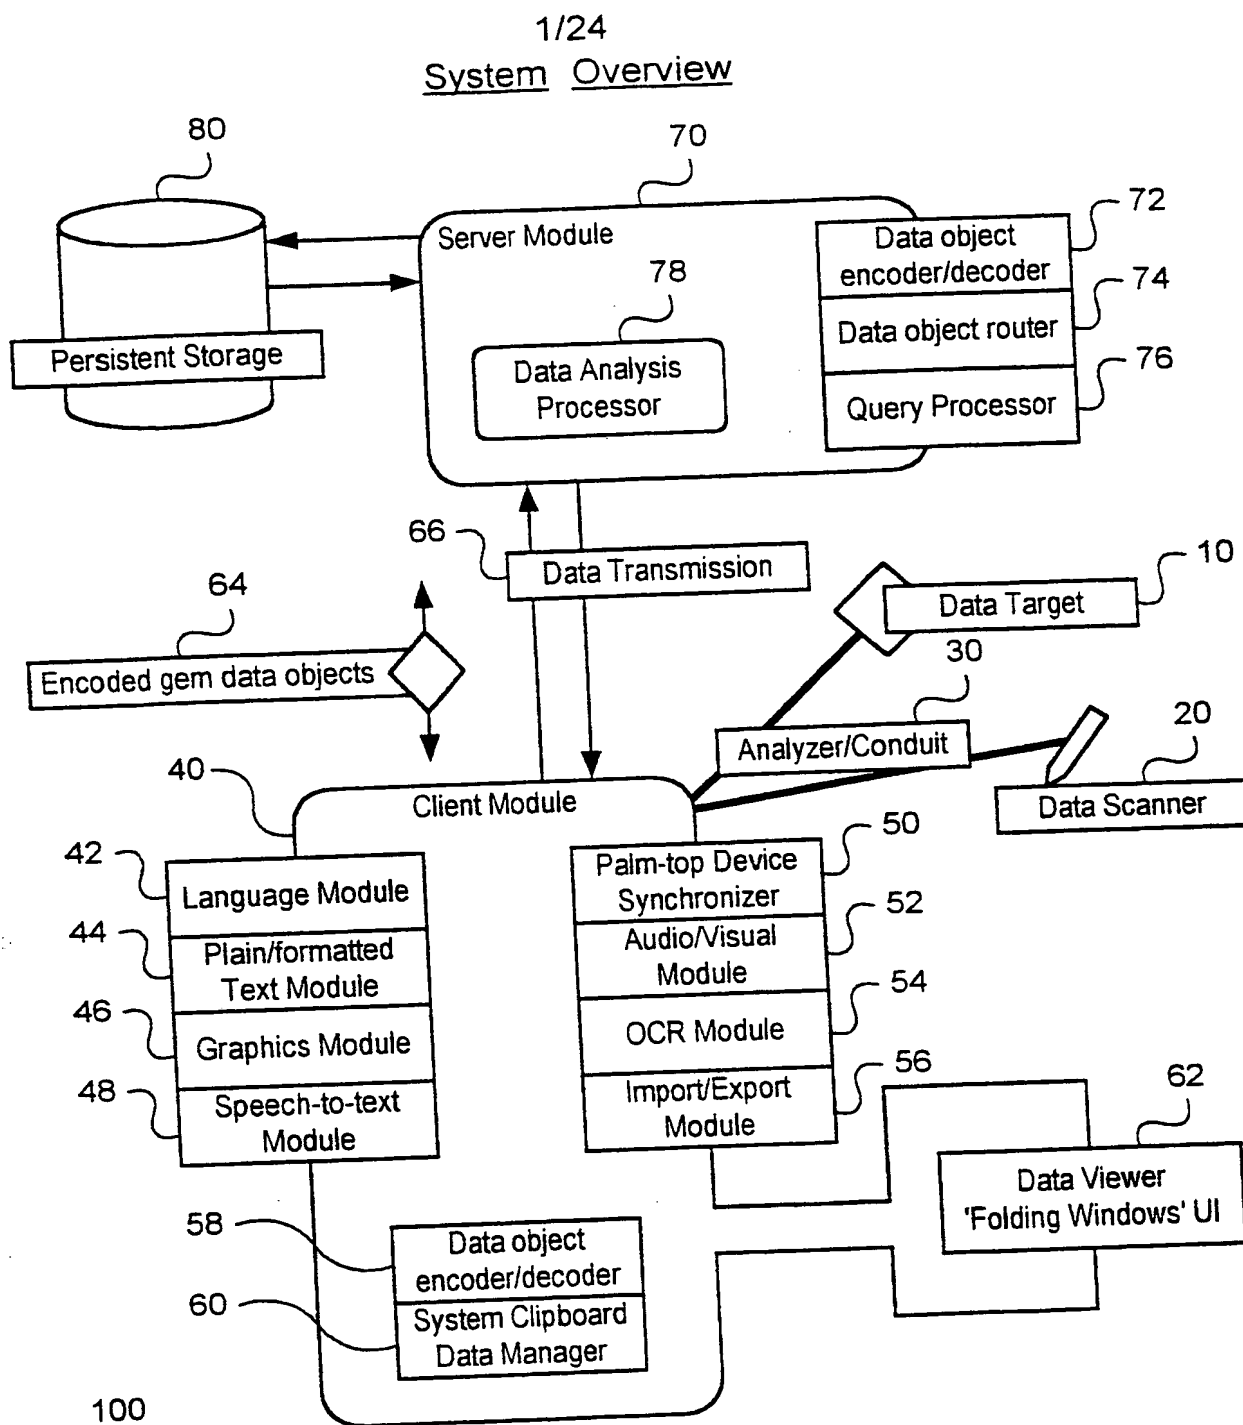 1/24
System Overview
80
70
72
Server Module
Data object
encoder/decoder
78
74
Data object router
Persistent Storage
Data Analysis
Processor
76
Query Processor
66
Data Transmission
10
Data Target
64
Encoded gem data objects
30
Analyzer/Conduit
20
Data Scanner
40
Client Module
42
Language Module
50
Palm-top Device
Synchronizer
44
Plain/formatted
Text Module
52
Audio/Visual
Module
46
Graphics Module
54
OCR Module
48
Speech-to-text
Module
56
Import/Export
Module
62
Data Viewer
'Folding Windows' UI
58
Data object
encoder/decoder
60
System Clipboard
Data Manager
100